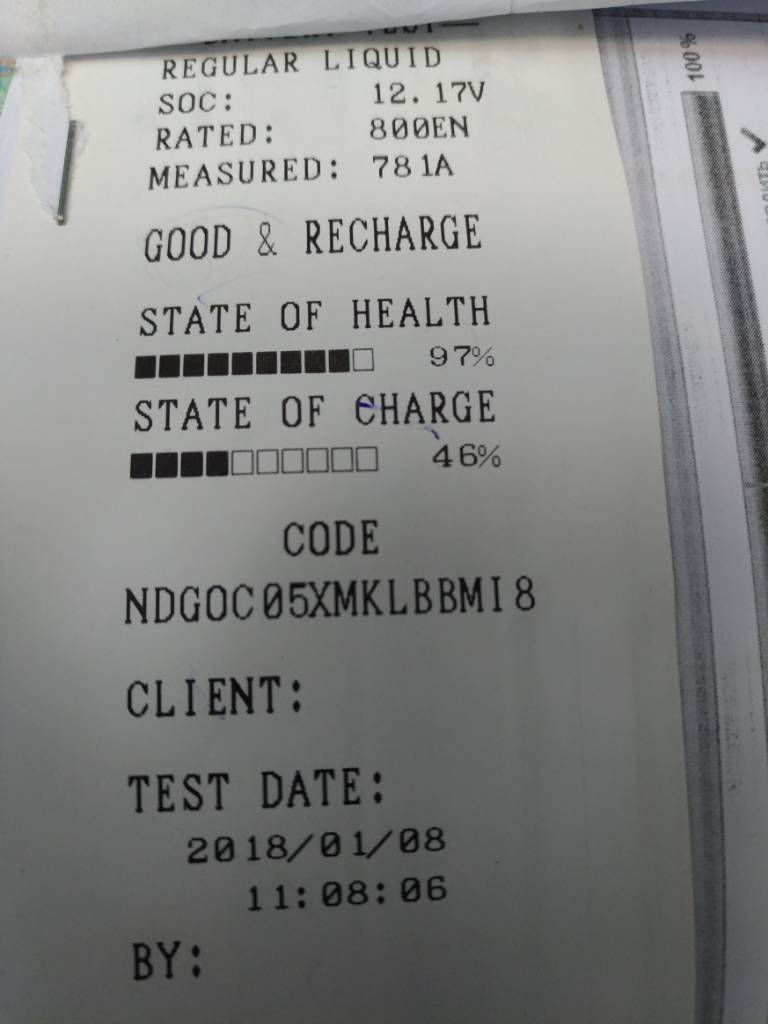 REGULAR LIQUID
SOC: 12.17V
RATED: 800EN
MEASURED: 781A
GOOD & RECHARGE
STATE OF HEALTH
97%
STATE OF CHARGE
46%
CODE
NDGOC05XMKLBBMI8
CLIENT:
TEST DATE:
2018/01/08
11:08:06
BY:
100%